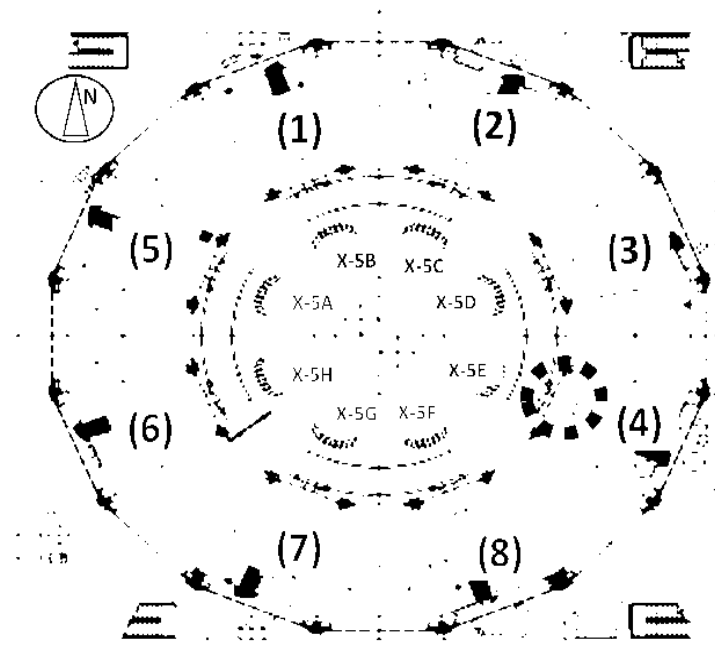 N
(1)
(2)
(5)
(3)
X-5B
X-5C
X-5A
X-5D
X-5H
X-5E
X-5G
X-5F
(6)
(4)
(7)
(8)